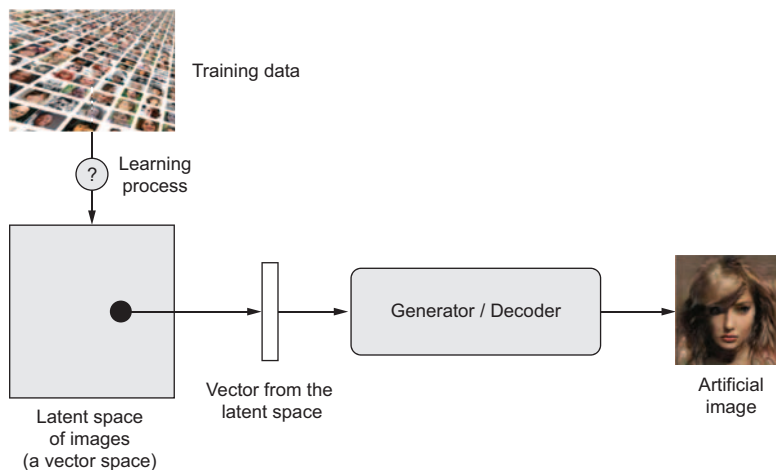 Training data
?
Learning
process
Generator / Decoder
Vector from the
latent space
Artificial
image
Latent space
of images
(a vector space)